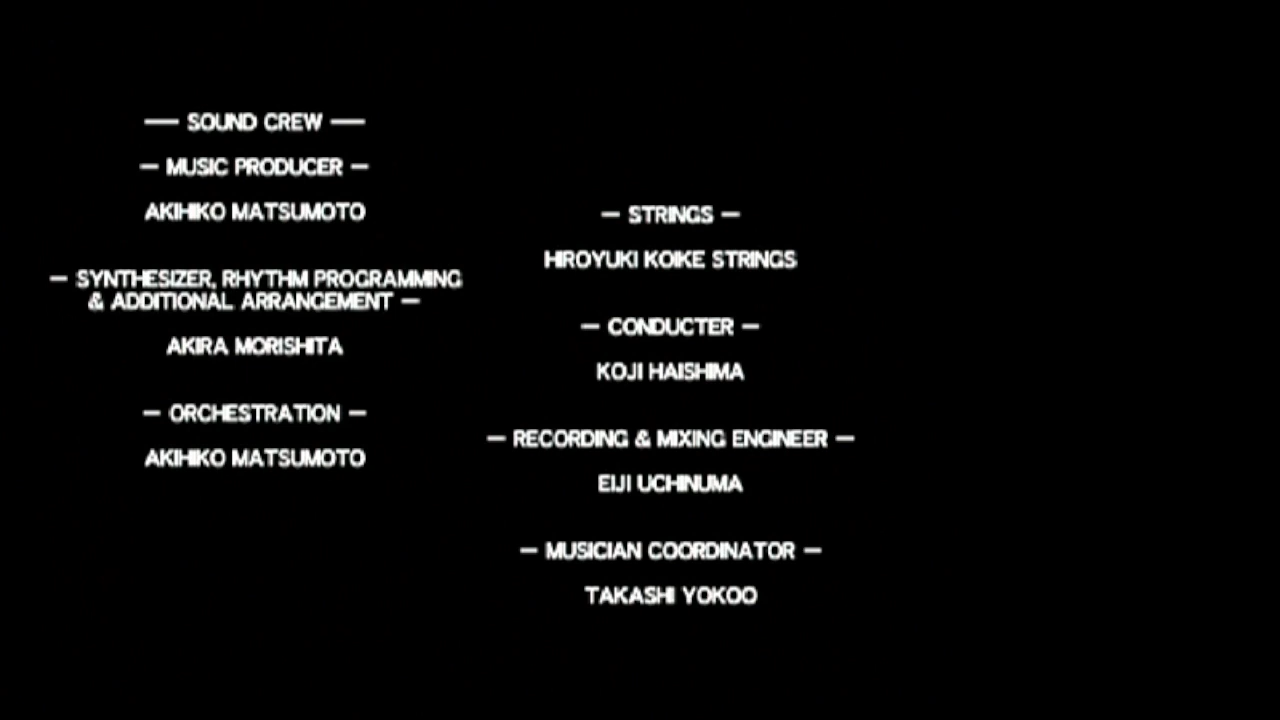 — SOUND CREW —
— MUSIC PRODUCER —
AKIHIKO MATSUMOTO
— SYNTHESIZER, RHYTHM PROGRAMMING
& ADDITIONAL ARRANGEMENT —
AKIRA MORISHITA
— ORCHESTRATION —
AKIHIKO MATSUMOTO
— STRINGS —
HIROYUKI KOIKE STRINGS
— CONDUCTER —
KOJI HAISHIMA
— RECORDING & MIXING ENGINEER —
EIJI UCHINUMA
— MUSICIAN COORDINATOR —
TAKASHI YOKOO